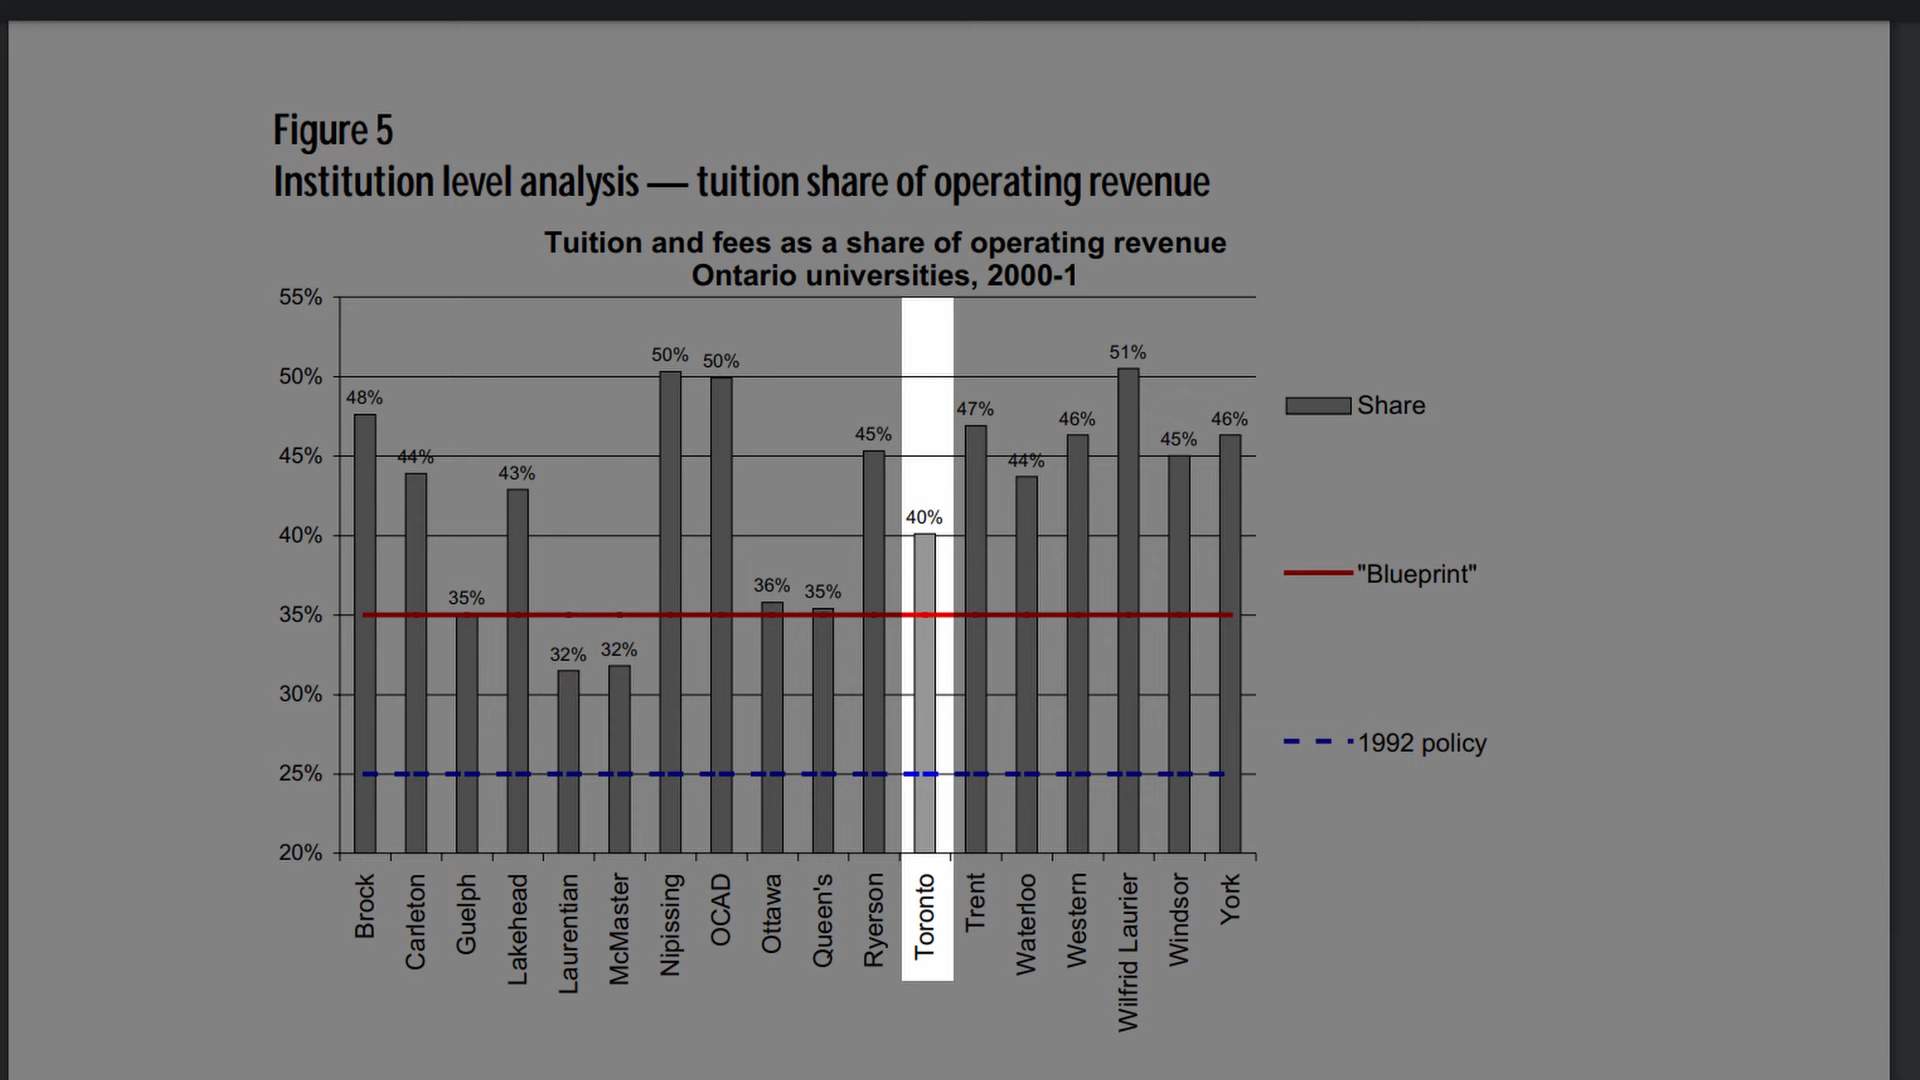 Figure 5
Institution level analysis — tuition share of operating revenue
Tuition and fees as a share of operating revenue
Ontario universities, 2000-1
55%
50%
45%
40%
35%
30%
25%
20%
48%
44%
35%
43%
32%
32%
50%
50%
36%
35%
45%
40%
47%
44%
46%
51%
45%
46%
Share
"Blueprint"
1992 policy
Brock
Carleton
Guelph
Lakehead
Laurentian
McMaster
Nipissing
OCAD
Ottawa
Queen's
Ryerson
Toronto
Trent
Waterloo
Western
Wilfrid Laurier
Windsor
York